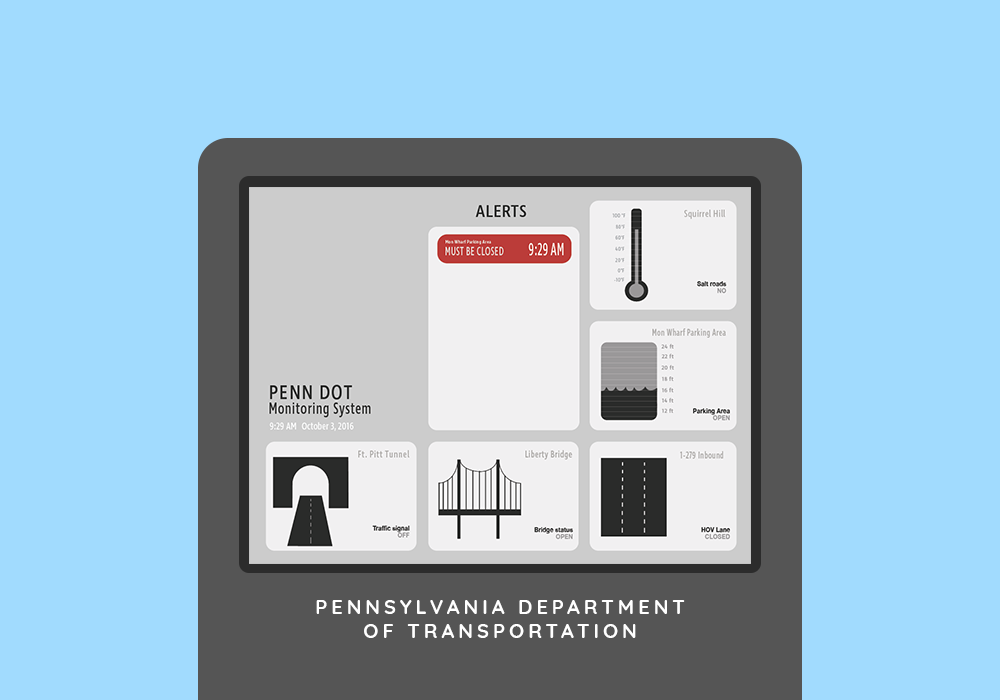 ALERTS
Mon Wharf Parking Area
MUST BE CLOSED 9:29 AM
Squirrel Hill
100°F
80°F
60°F
40°F
20°F
0°F
-10°F
Salt roads
NO
Mon Wharf Parking Area
24 ft
22 ft
20 ft
18 ft
16 ft
14 ft
12 ft
Parking Area
OPEN
PENN DOT
Monitoring System
9:29 AM October 3, 2016
Ft. Pitt Tunnel
Traffic signal
OFF
Liberty Bridge
Bridge status
OPEN
1-279 Inbound
HOV Lane
CLOSED
PENNSYLVANIA DEPARTMENT
OF TRANSPORTATION